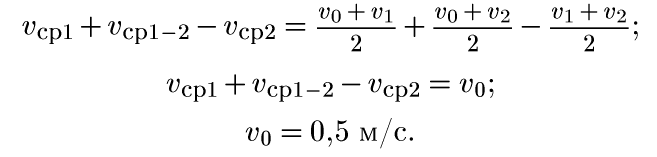 v_ср1 + v_ср1−2 − v_ср2 = (v_0 + v_1)/2 + (v_0 + v_2)/2 − (v_1 + v_2)/2;
v_ср1 + v_ср1−2 − v_ср2 = v_0;
v_0 = 0,5 м/с.